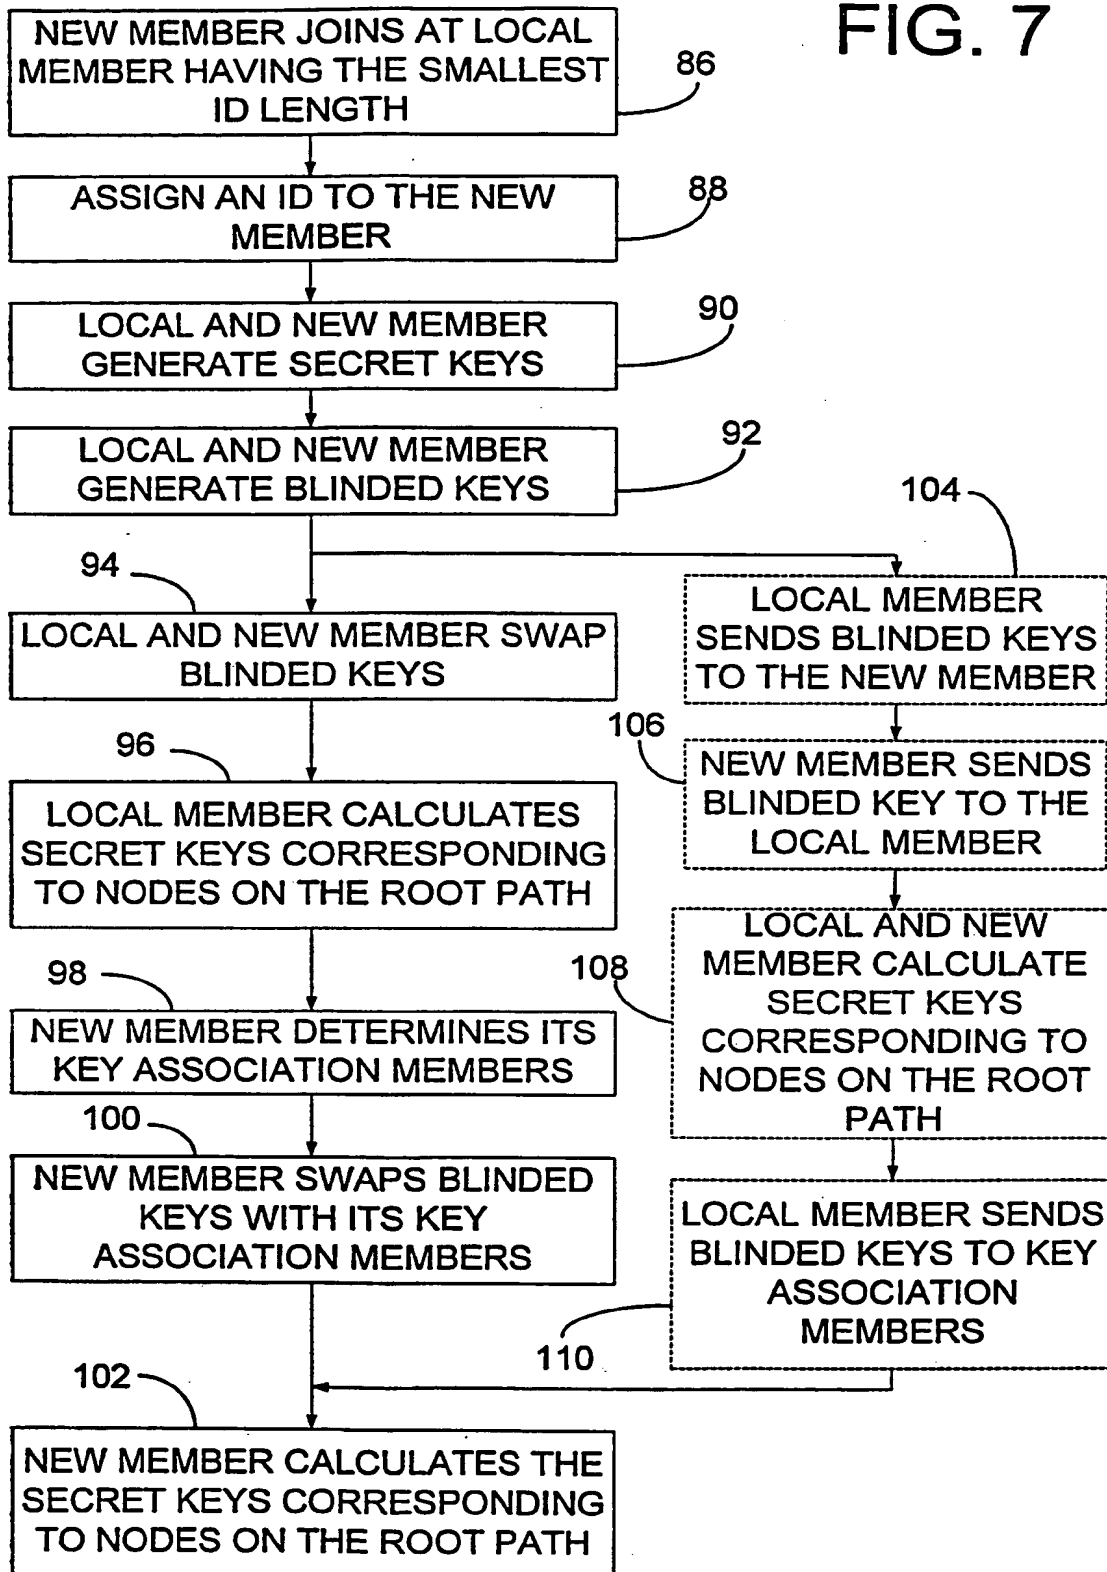 FIG. 7
NEW MEMBER JOINS AT LOCAL
MEMBER HAVING THE SMALLEST
ID LENGTH
86
ASSIGN AN ID TO THE NEW
MEMBER
88
LOCAL AND NEW MEMBER
GENERATE SECRET KEYS
90
LOCAL AND NEW MEMBER
GENERATE BLINDED KEYS
92
94
LOCAL AND NEW MEMBER SWAP
BLINDED KEYS
96
LOCAL MEMBER CALCULATES
SECRET KEYS CORRESPONDING
TO NODES ON THE ROOT PATH
98
NEW MEMBER DETERMINES ITS
KEY ASSOCIATION MEMBERS
100
NEW MEMBER SWAPS BLINDED
KEYS WITH ITS KEY
ASSOCIATION MEMBERS
104
LOCAL MEMBER
SENDS BLINDED KEYS
TO THE NEW MEMBER
106
NEW MEMBER SENDS
BLINDED KEY TO THE
LOCAL MEMBER
108
LOCAL AND NEW
MEMBER CALCULATE
SECRET KEYS
CORRESPONDING TO
NODES ON THE ROOT
PATH
LOCAL MEMBER SENDS
BLINDED KEYS TO KEY
ASSOCIATION
MEMBERS
110
102
NEW MEMBER CALCULATES THE
SECRET KEYS CORRESPONDING
TO NODES ON THE ROOT PATH